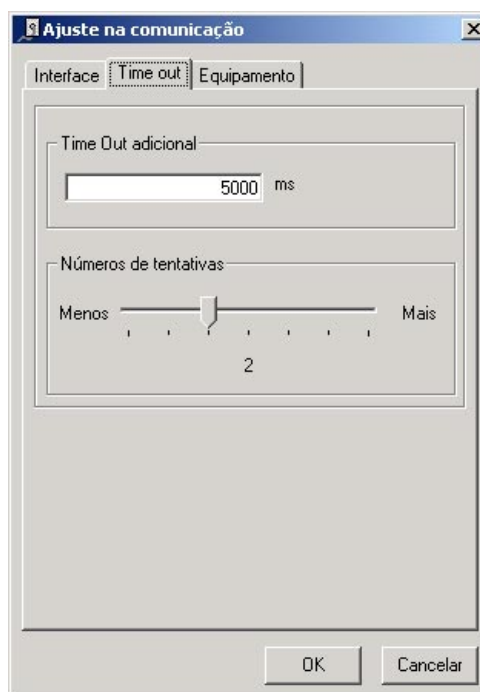 Ajuste na comunicação
Interface Time out Equipamento
Time Out adicional
5000 ms
Números de tentativas
Menos Mais
2
OK Cancelar